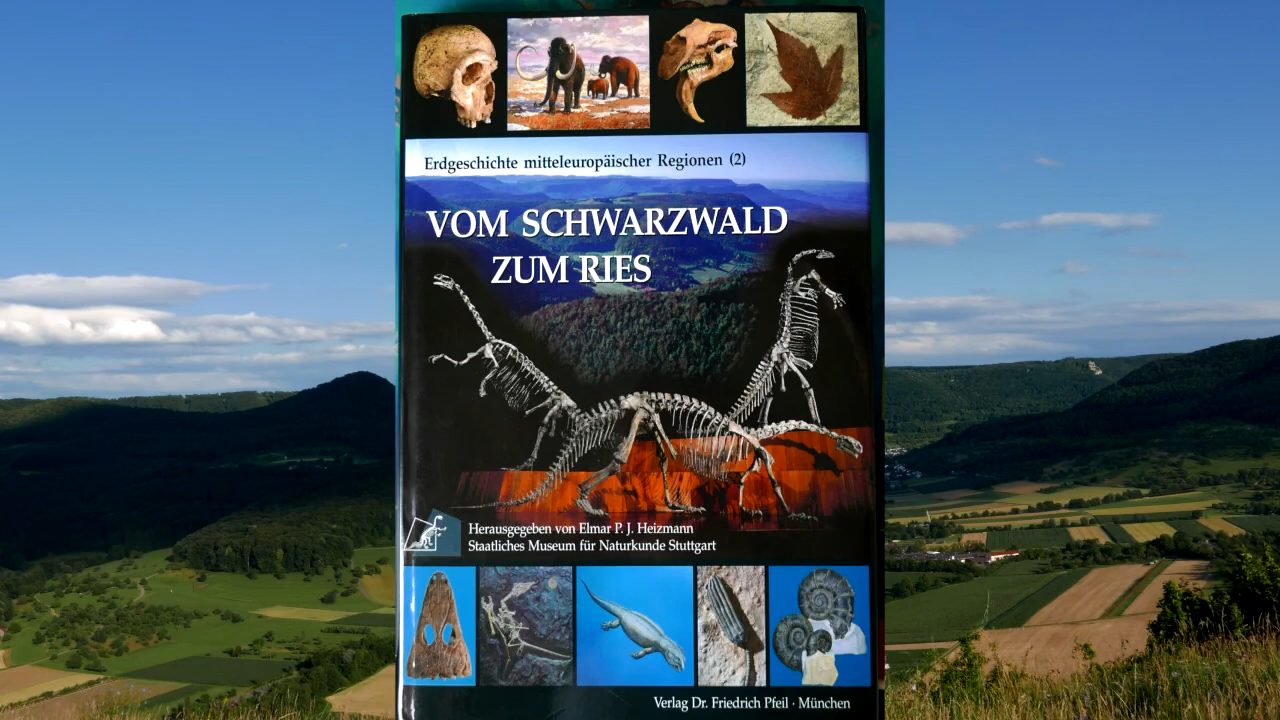 Erdgeschichte mitteleuropäischer Regionen (2)
VOM SCHWARZWALD
ZUM RIES
Herausgegeben von Elmar P. J. Heizmann
Staatliches Museum für Naturkunde Stuttgart
Verlag Dr. Friedrich Pfeil · München